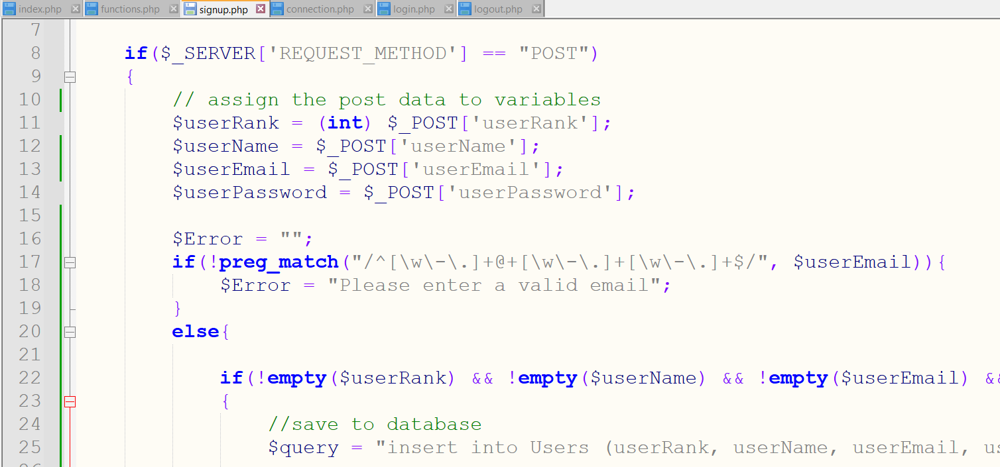 index.php functions.php signup.php connection.php login.php logout.php
7
8 if($_SERVER['REQUEST_METHOD'] == "POST")
9 {
10 // assign the post data to variables
11 $userRank = (int) $_POST['userRank'];
12 $userName = $_POST['userName'];
13 $userEmail = $_POST['userEmail'];
14 $userPassword = $_POST['userPassword'];
15
16 $Error = "";
17 if(!preg_match("/^[\w\-\.]+@+[\w\-\.]+[\w\-\.]+$/", $userEmail)){
18 $Error = "Please enter a valid email";
19 }
20 else{
21
22 if(!empty($userRank) && !empty($userName) && !empty($userEmail) &&
23 {
24 //save to database
25 $query = "insert into Users (userRank, userName, userEmail,